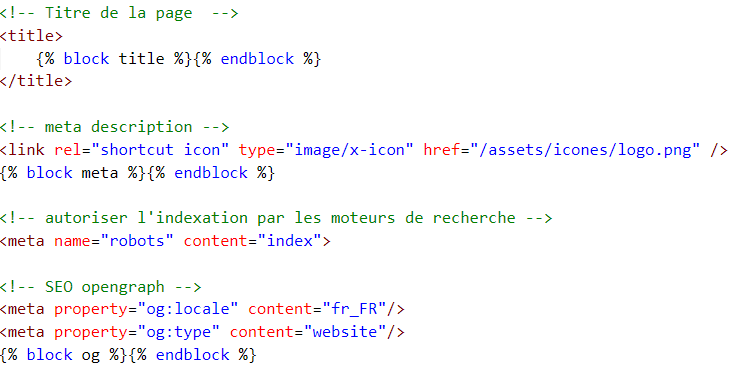 <!-- Titre de la page  -->
<title>
    {% block title %}{% endblock %}
</title>

<!-- meta description -->
<link rel="shortcut icon" type="image/x-icon" href="/assets/icones/logo.png" />
{% block meta %}{% endblock %}

<!-- autoriser l'indexation par les moteurs de recherche -->
<meta name="robots" content="index">

<!-- SEO opengraph -->
<meta property="og:locale" content="fr_FR"/>
<meta property="og:type" content="website"/>
{% block og %}{% endblock %}